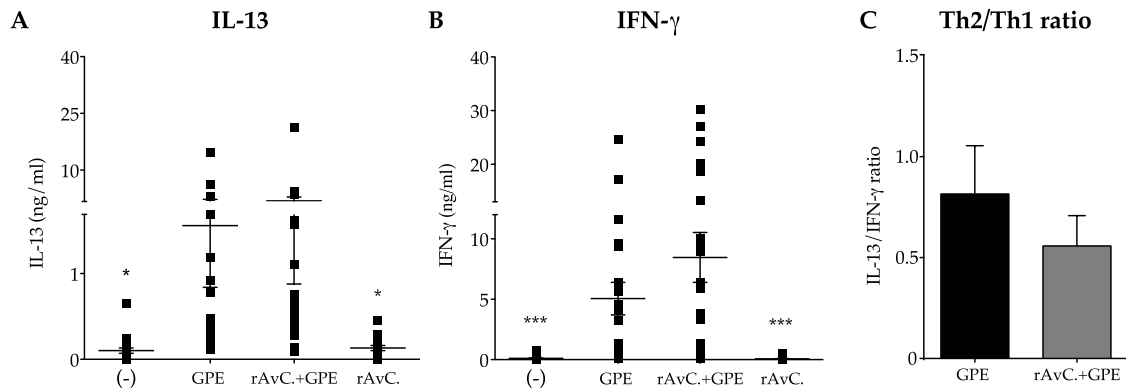 A
IL-13
IL-13 (ng/ml)
40
25
10
1
0
*
*
(-)
GPE
rAvC.+GPE
rAvC.
B
IFN-γ
IFN-γ (ng/ml)
40
30
20
10
5
0
***
***
(-)
GPE
rAvC.+GPE
rAvC.
C
Th2/Th1 ratio
IL-13/IFN-γ ratio
1.5
1.0
0.5
0
GPE
rAvC.+GPE